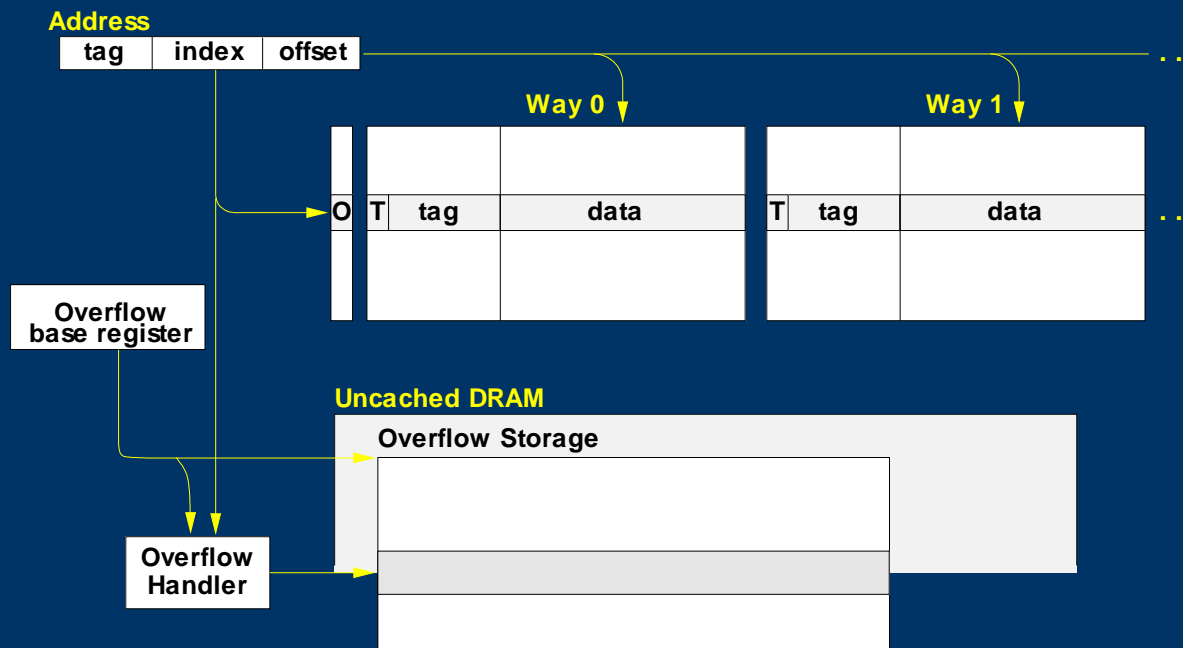 Address
tag index offset
. .
Way 0 Way 1
O T tag data T tag data . .
Overflow
base register
Uncached DRAM
Overflow Storage
Overflow
Handler